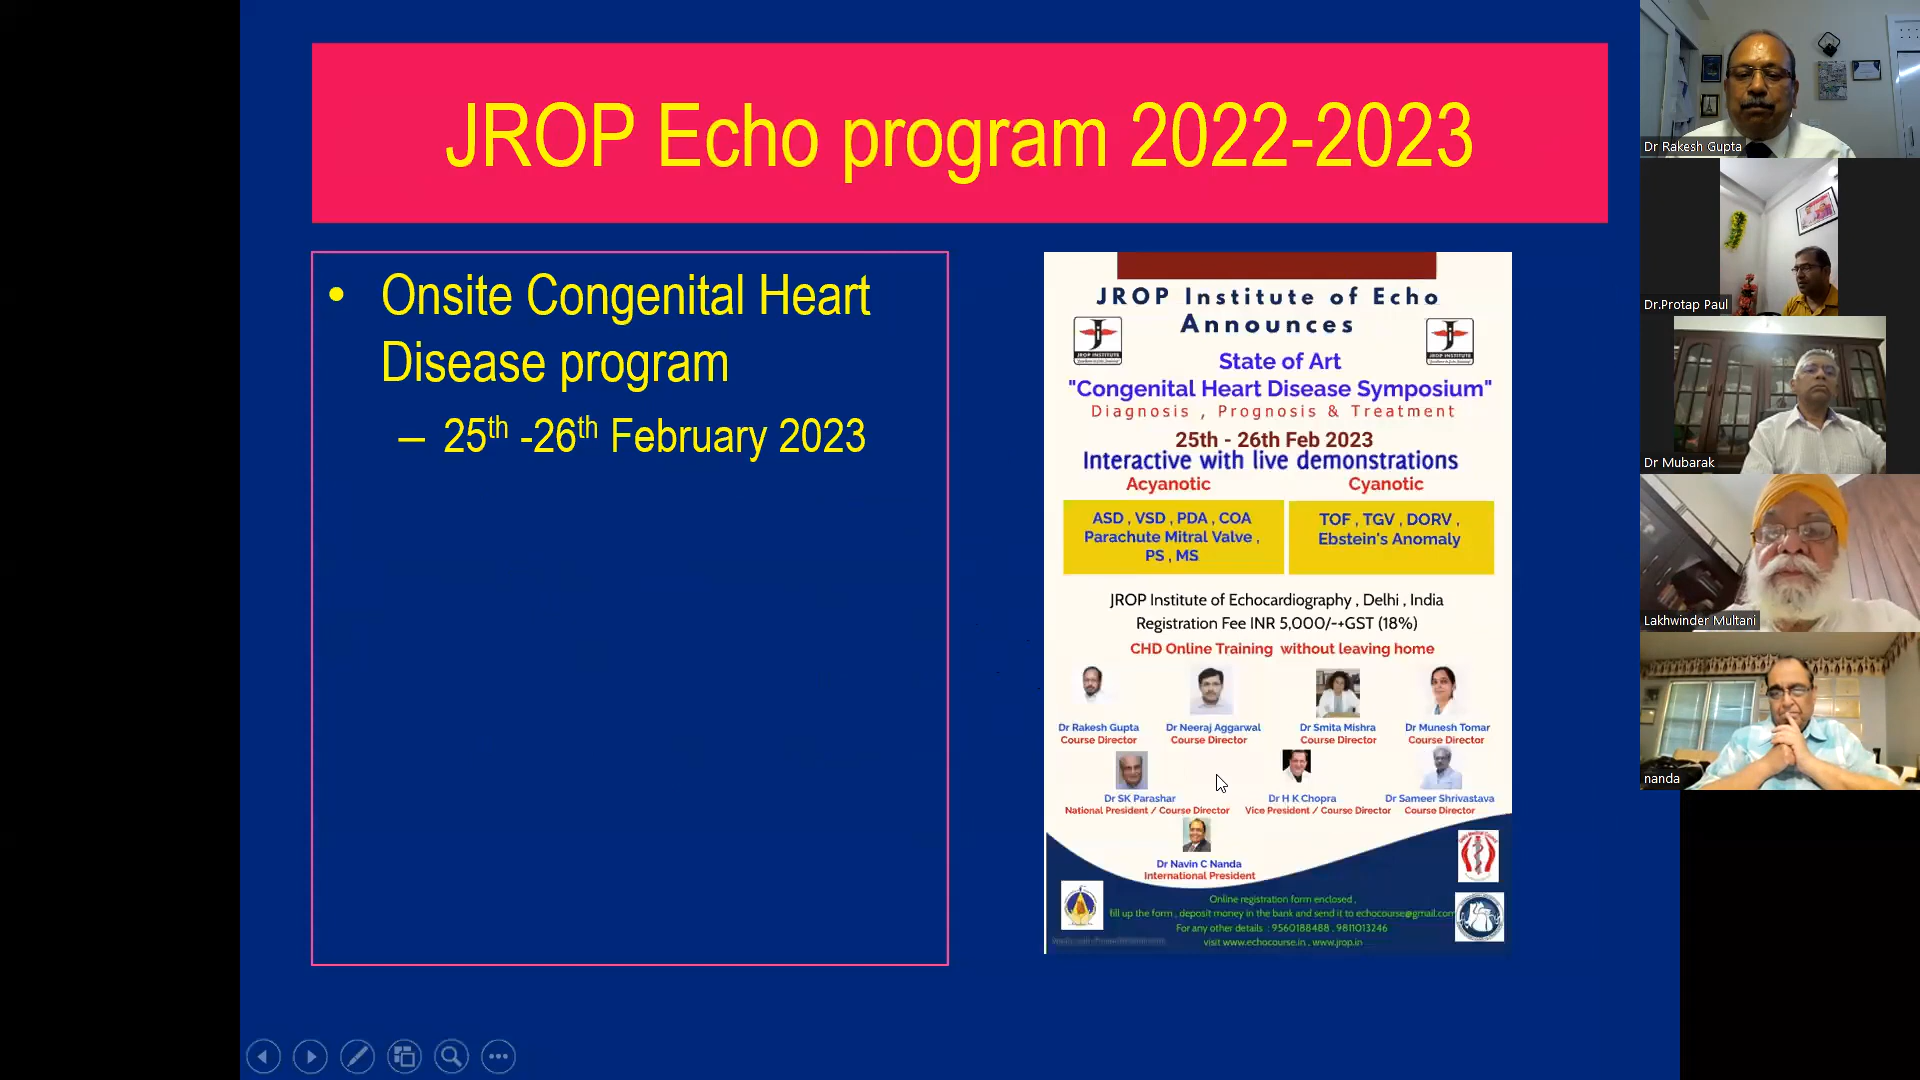 JROP Echo program 2022-2023
• Onsite Congenital Heart
Disease program
– 25th -26th February 2023
JROP Institute of Echo
Announces
JROP INSTITUTE
JROP INSTITUTE
State of Art
"Congenital Heart Disease Symposium"
Diagnosis , Prognosis & Treatment
25th - 26th Feb 2023
Interactive with live demonstrations
Acyanotic
Cyanotic
ASD , VSD , PDA , COA
Parachute Mitral Valve ,
PS , MS
TOF , TGV , DORV ,
Ebstein's Anomaly
JROP Institute of Echocardiography , Delhi , India
Registration Fee INR 5,000/-+GST (18%)
CHD Online Training without leaving home
Dr Rakesh Gupta
Course Director
Dr Neeraj Aggarwal
Course Director
Dr Smita Mishra
Course Director
Dr Munesh Tomar
Course Director
Dr SK Parashar
National President / Course Director
Dr H K Chopra
Vice President / Course Director
Dr Sameer Shrivastava
Course Director
Dr Navin C Nanda
International President
Online registration form enclosed ,
fill up the form , deposit money in the bank and send it to echocourse@gmail.com
For any other details : 9560188488 , 9811013246
visit www.echocourse.in , www.jrop.in
Dr Rakesh Gupta
Dr.Protap Paul
Dr Mubarak
Lakhwinder Multani
nanda